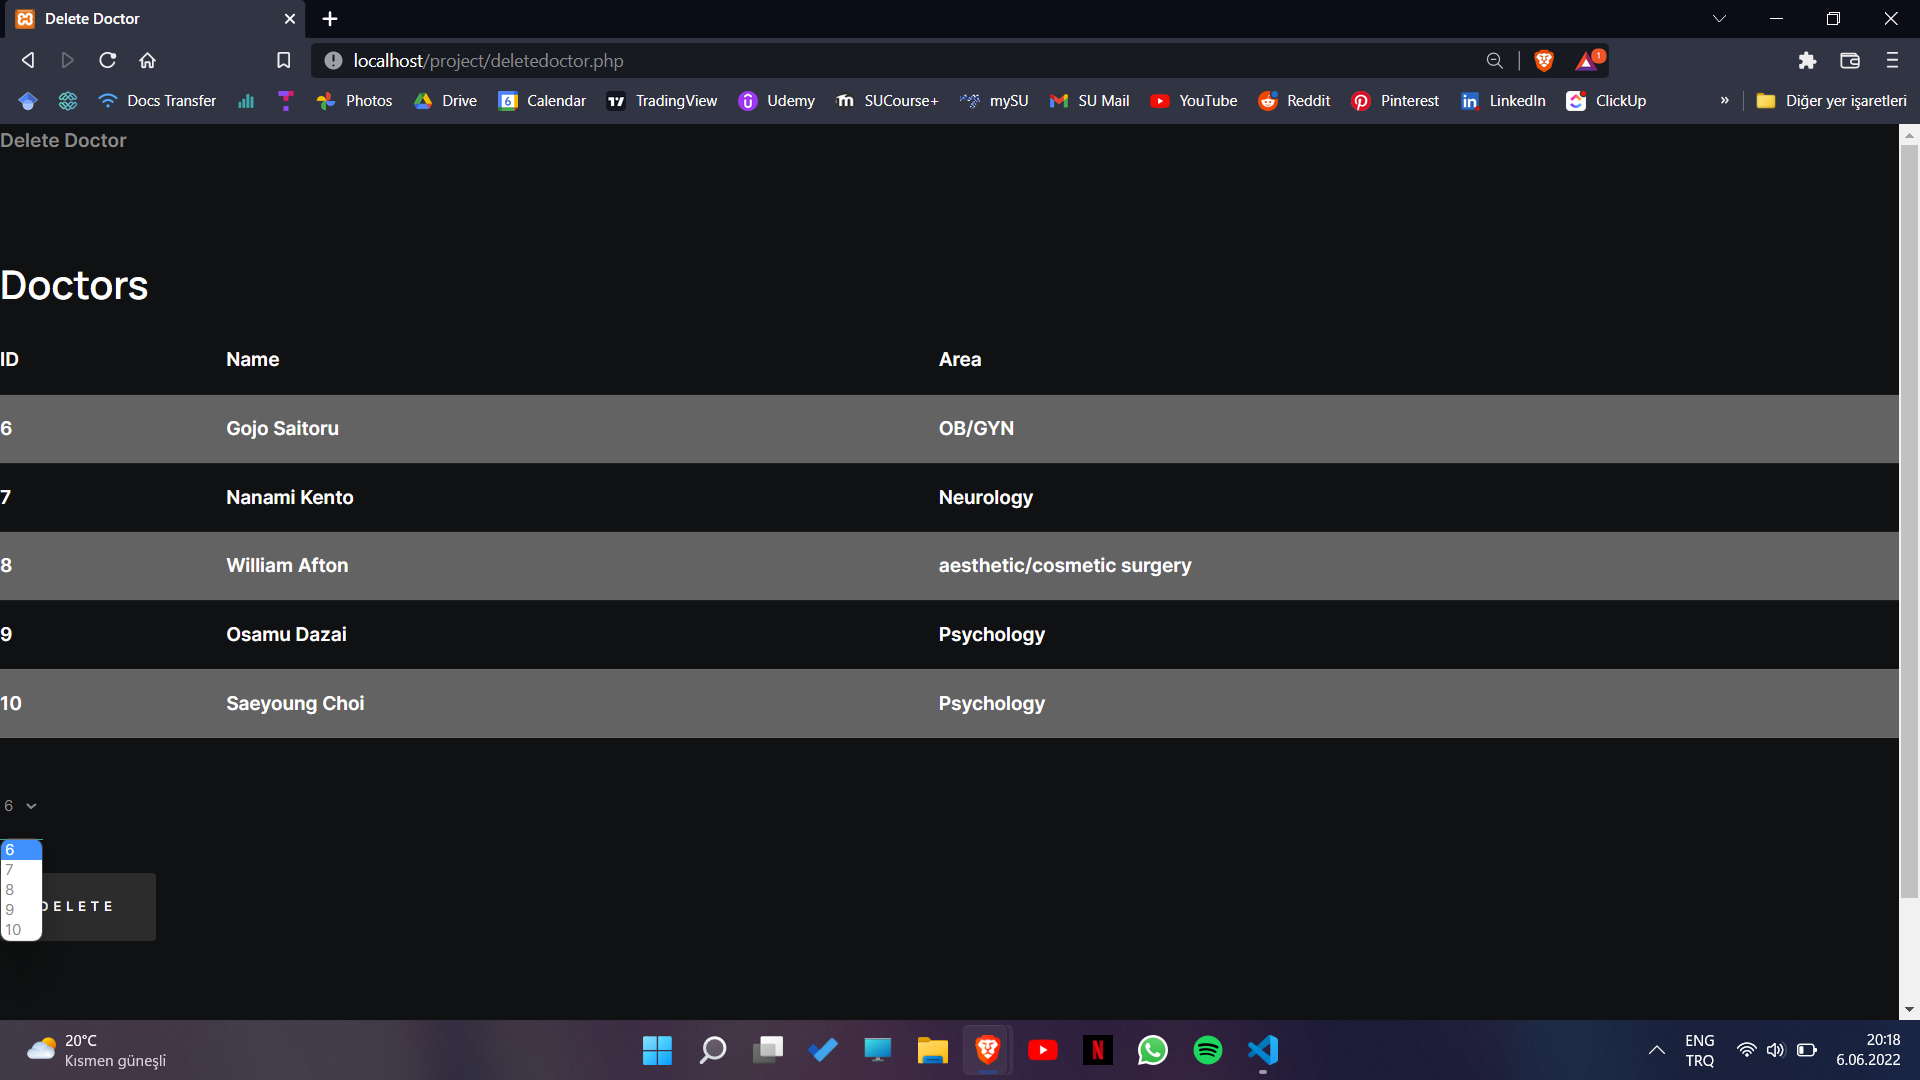 Delete Doctor
localhost/project/deletedoctor.php
1
Docs Transfer Photos Drive 6 Calendar TradingView Udemy SUCourse+ mySU SU Mail YouTube Reddit Pinterest LinkedIn ClickUp » Diğer yer işaretleri
Delete Doctor
Doctors
ID Name Area
6 Gojo Saitoru OB/GYN
7 Nanami Kento Neurology
8 William Afton aesthetic/cosmetic surgery
9 Osamu Dazai Psychology
10 Saeyoung Choi Psychology
6
6
7
8
9
10
DELETE
20°C
Kısmen güneşli
ENG
TRQ
20:18
6.06.2022